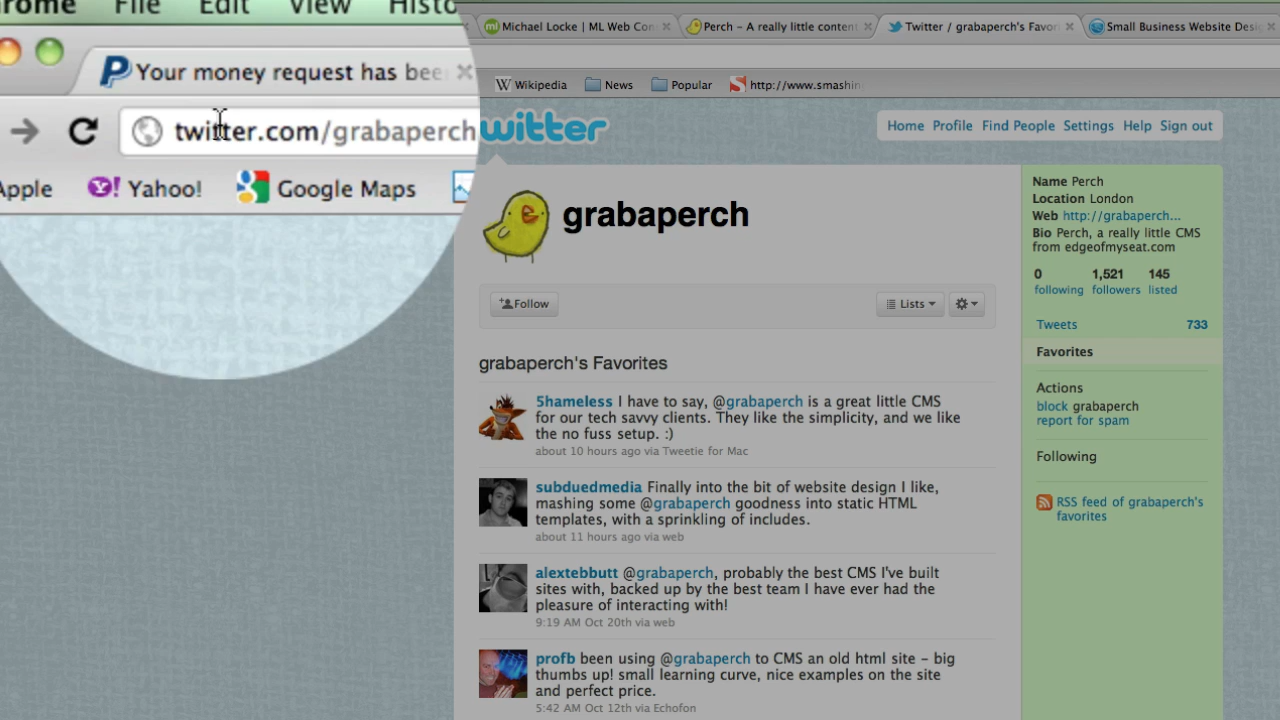 File Edit View
Your money request has bee
Michael Locke | ML Web Con
Perch – A really little content
Twitter / grabaperch's Favor
Small Business Website Desi
twitter.com/grabaperch
Apple Yahoo! Google Maps
Wikipedia News Popular http://www.smashin
Home Profile Find People Settings Help Sign out
grabaperch
Follow
Lists
grabaperch's Favorites
5hameless I have to say, @grabaperch is a great little CMS
for our tech savvy clients. They like the simplicity, and we like
the no fuss setup. :)
about 10 hours ago via Tweetie for Mac
subduedmedia Finally into the bit of website design I like,
mashing some @grabaperch goodness into static HTML
templates, with a sprinkling of includes.
about 11 hours ago via web
alextebbutt @grabaperch, probably the best CMS I've built
sites with, backed up by the best team I have ever had the
pleasure of interacting with!
9:19 AM Oct 20th via web
profb been using @grabaperch to CMS an old html site – big
thumbs up! small learning curve, nice examples on the site
and perfect price.
5:42 AM Oct 12th via Echofon
Name Perch
Location London
Web http://grabaperch...
Bio Perch, a really little CMS
from edgeofmyseat.com
0 1,521 145
following followers listed
Tweets 733
Favorites
Actions
block grabaperch
report for spam
Following
RSS feed of grabaperch's
favorites